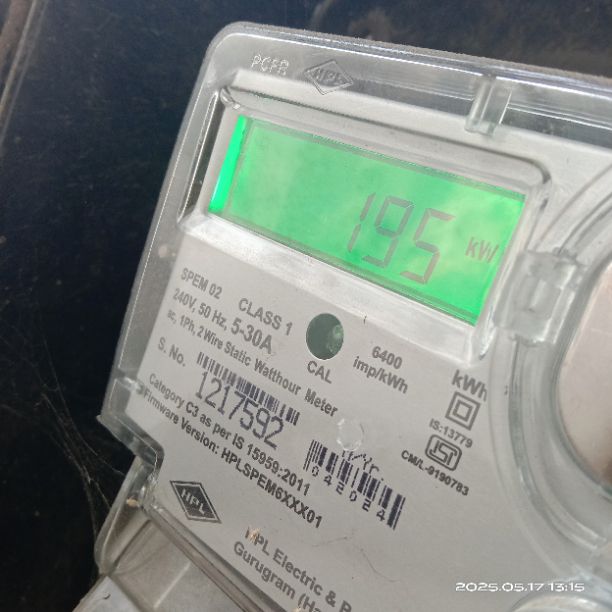 PCFR HPL
195 kW
SPEM 02 CLASS 1
240V, 50 Hz, 5-30A
ac, 1Ph, 2 Wire Static Watthour Meter
CAL
6400
imp/kWh
kWh
S. No.
1217592
IS:13779
CM/L-9190783
Category C3 as per IS 15959:2011
Firmware Version: HPLSPEM6XXX01
042024
HPL
HPL Electric &
Gurugram
2025.05.17 13:15